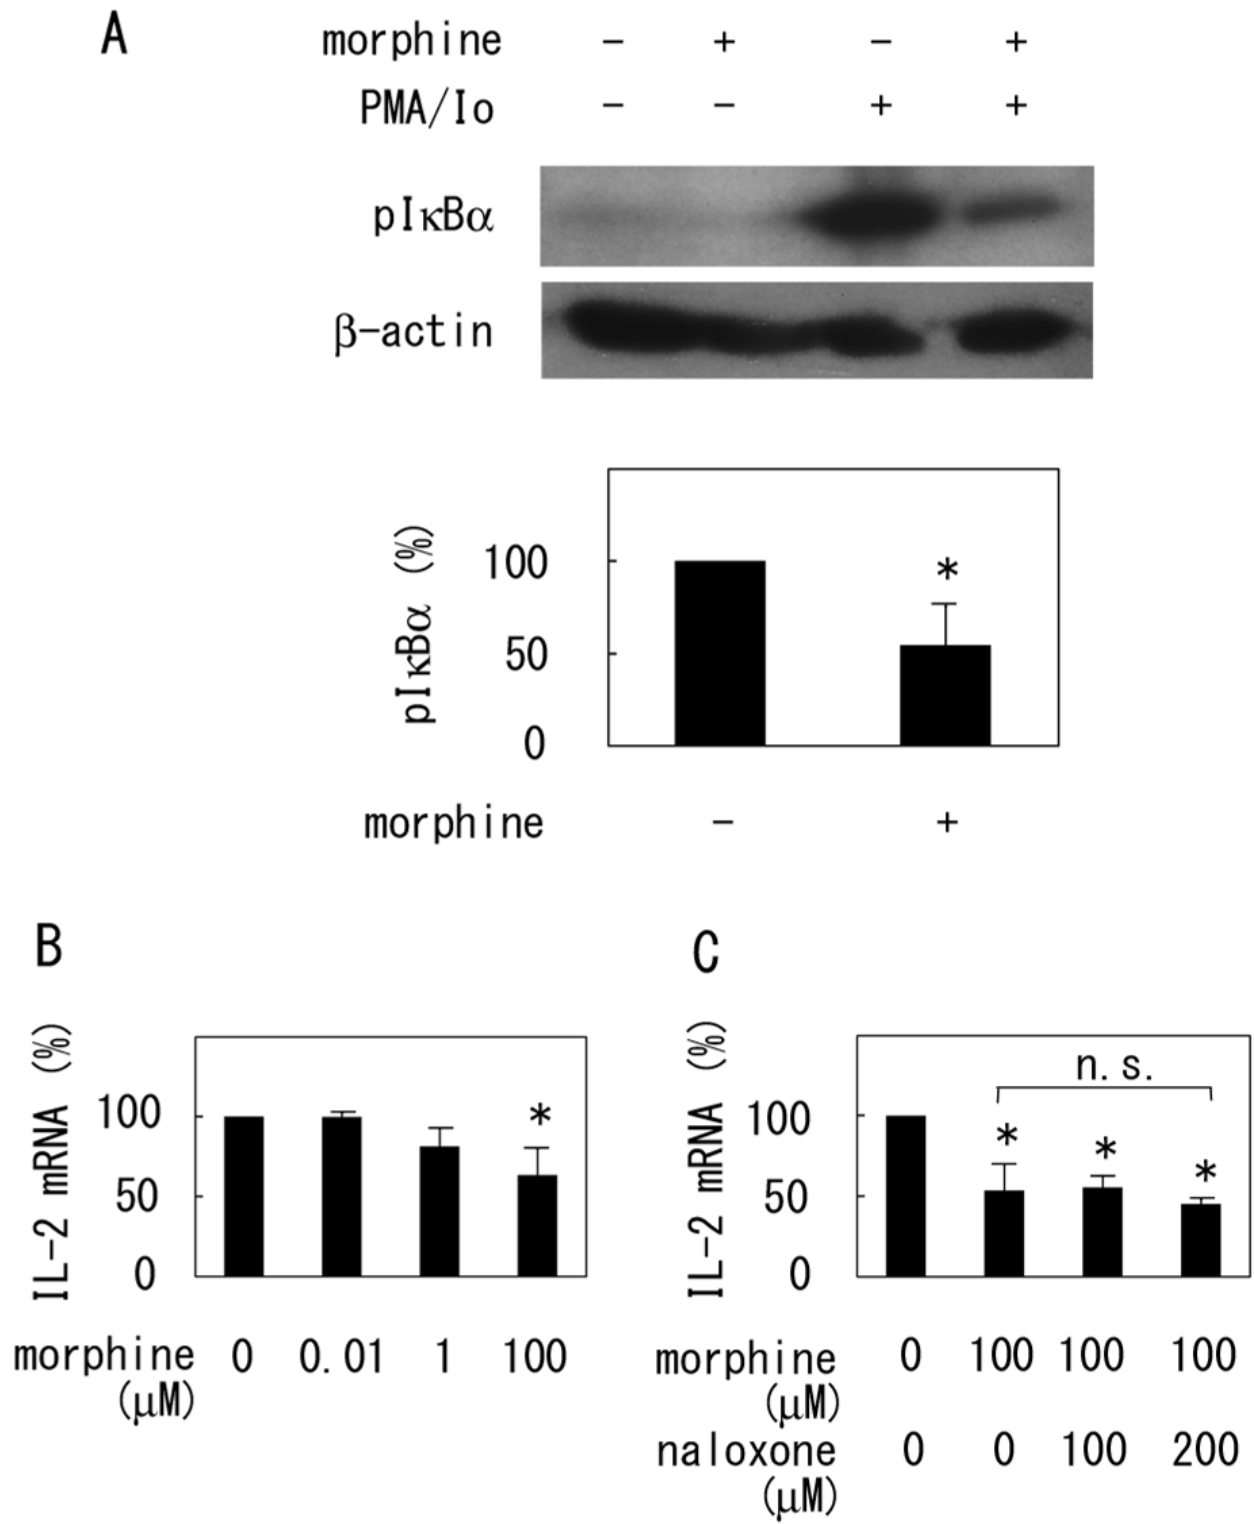 A
morphine − + − +
PMA/Io − − + +
pIκBα
β-actin
pIκBα (%)
100
50
0
*
morphine − +
B
IL-2 mRNA (%)
100
50
0
*
morphine 0 0.01 1 100
(μM)
C
IL-2 mRNA (%)
100
50
0
n.s.
* * *
morphine 0 100 100 100
(μM)
naloxone 0 0 100 200
(μM)